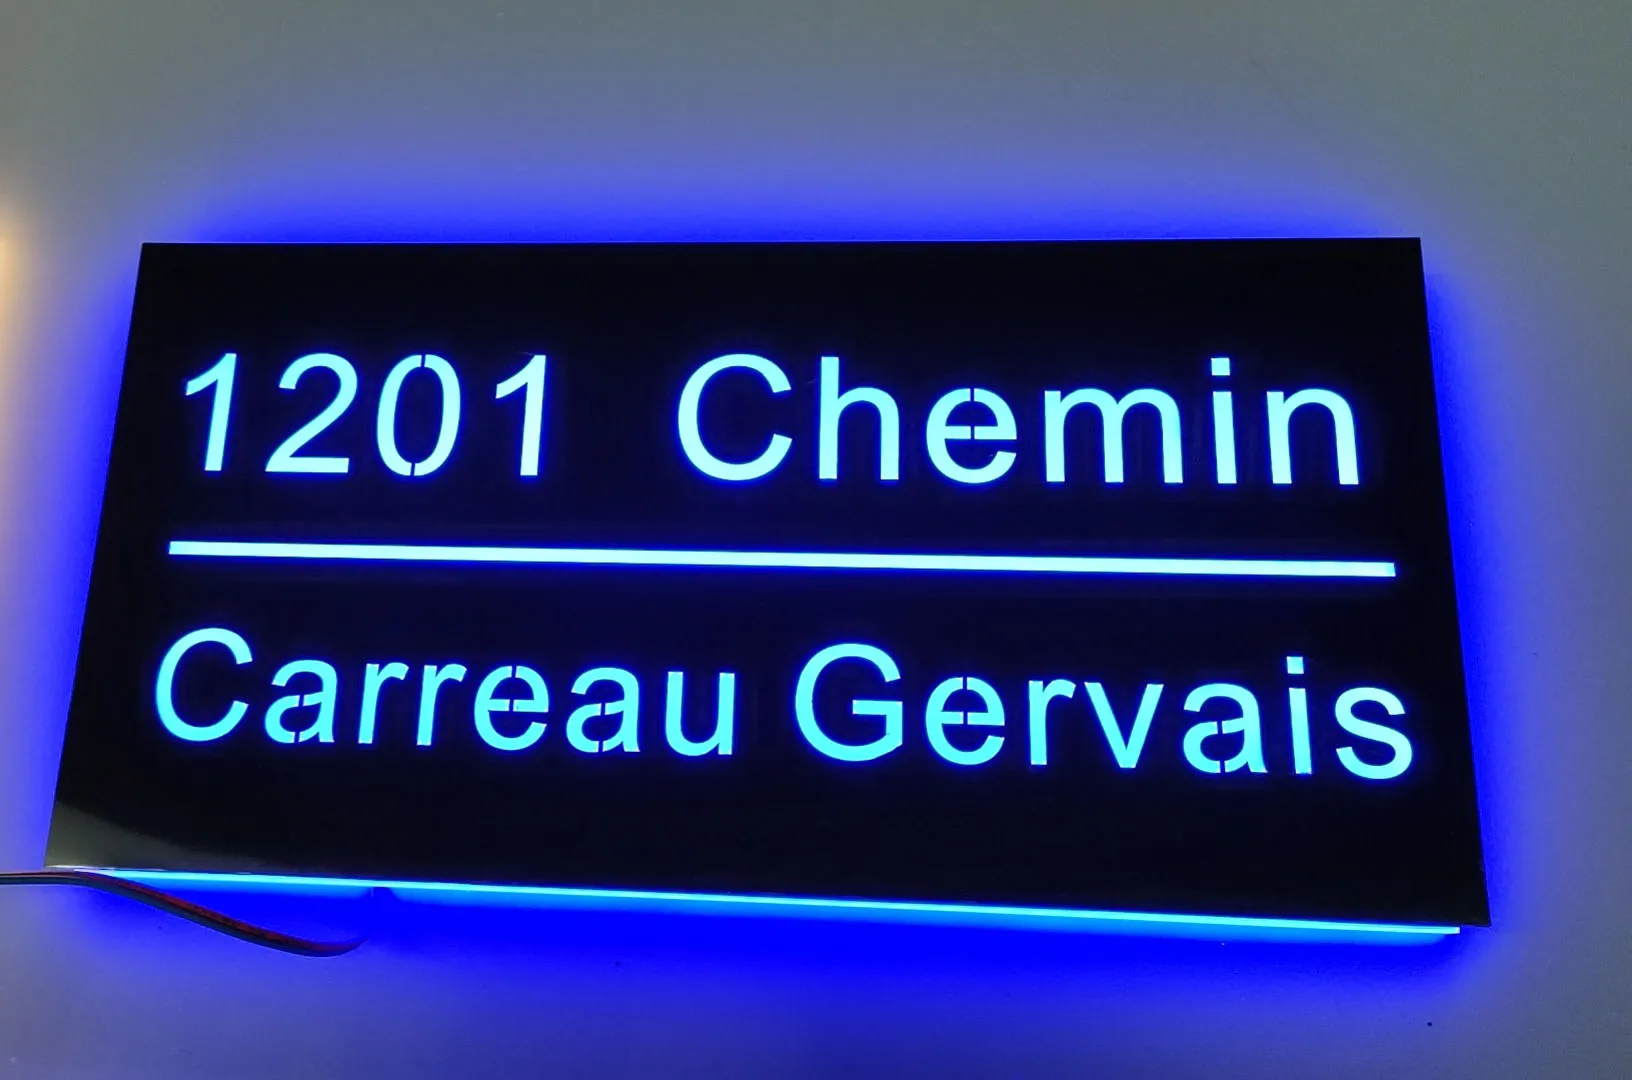 1201 Chemin
Carreau Gervais